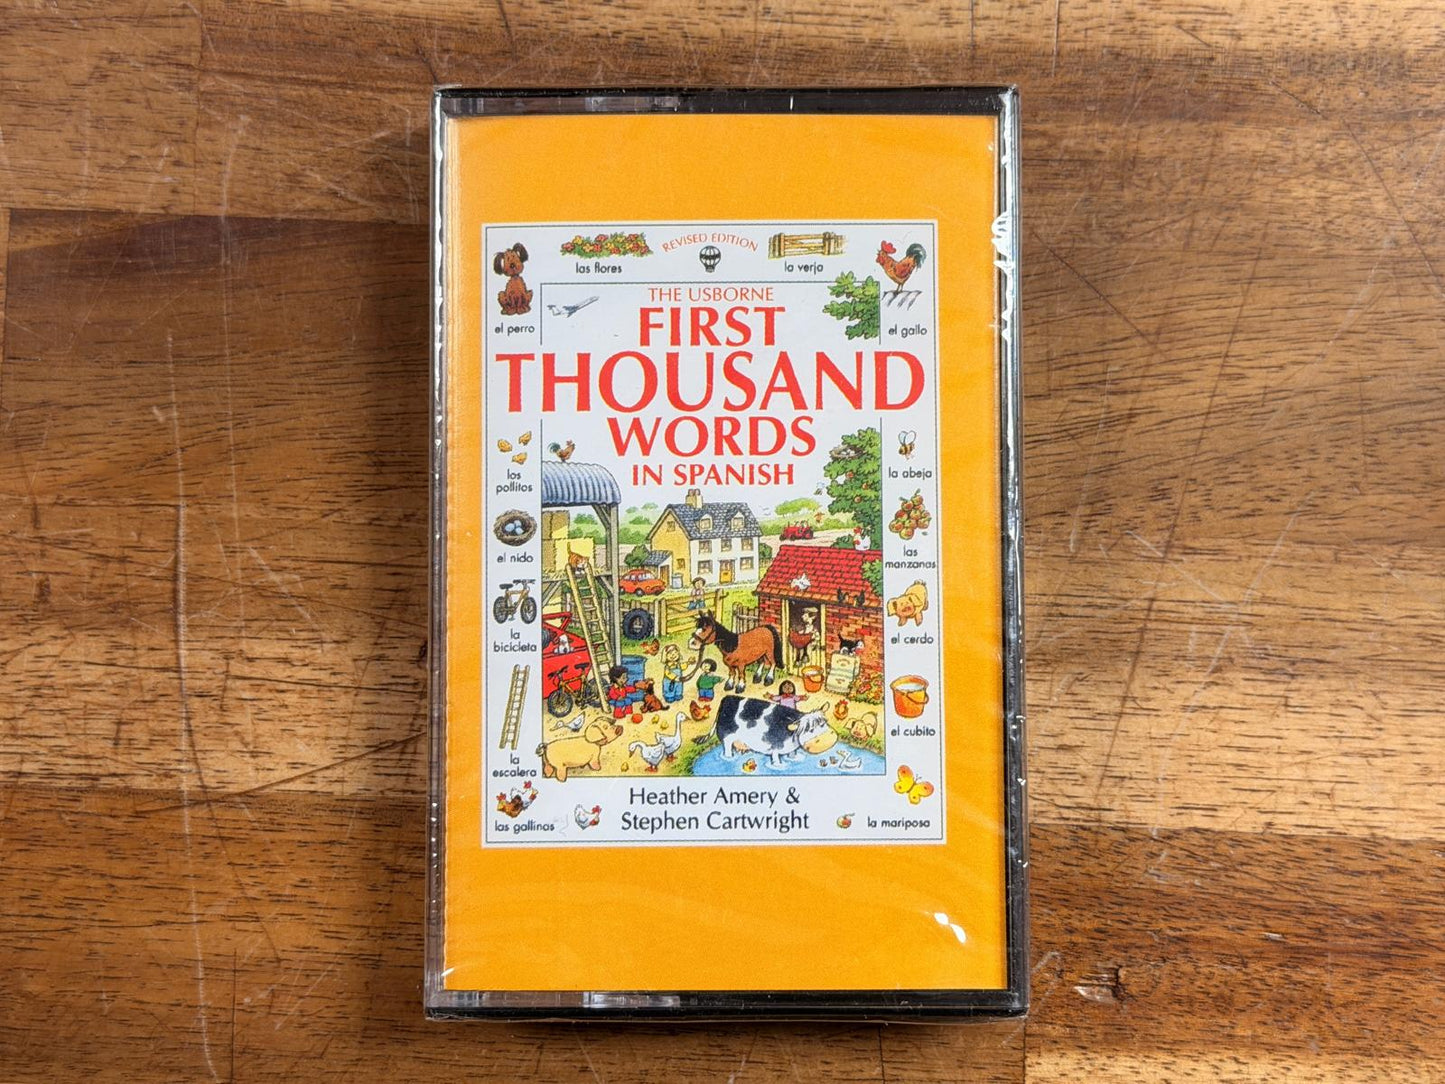 REVISED EDITION
las flores
la verja
el perro
el gallo
THE USBORNE
FIRST
THOUSAND
WORDS
IN SPANISH
los
pollitos
la abeja
el nido
las
manzanas
la
bicicleta
el cerdo
la
escalera
el cubito
las gallinas
la mariposa
Heather Amery &
Stephen Cartwright